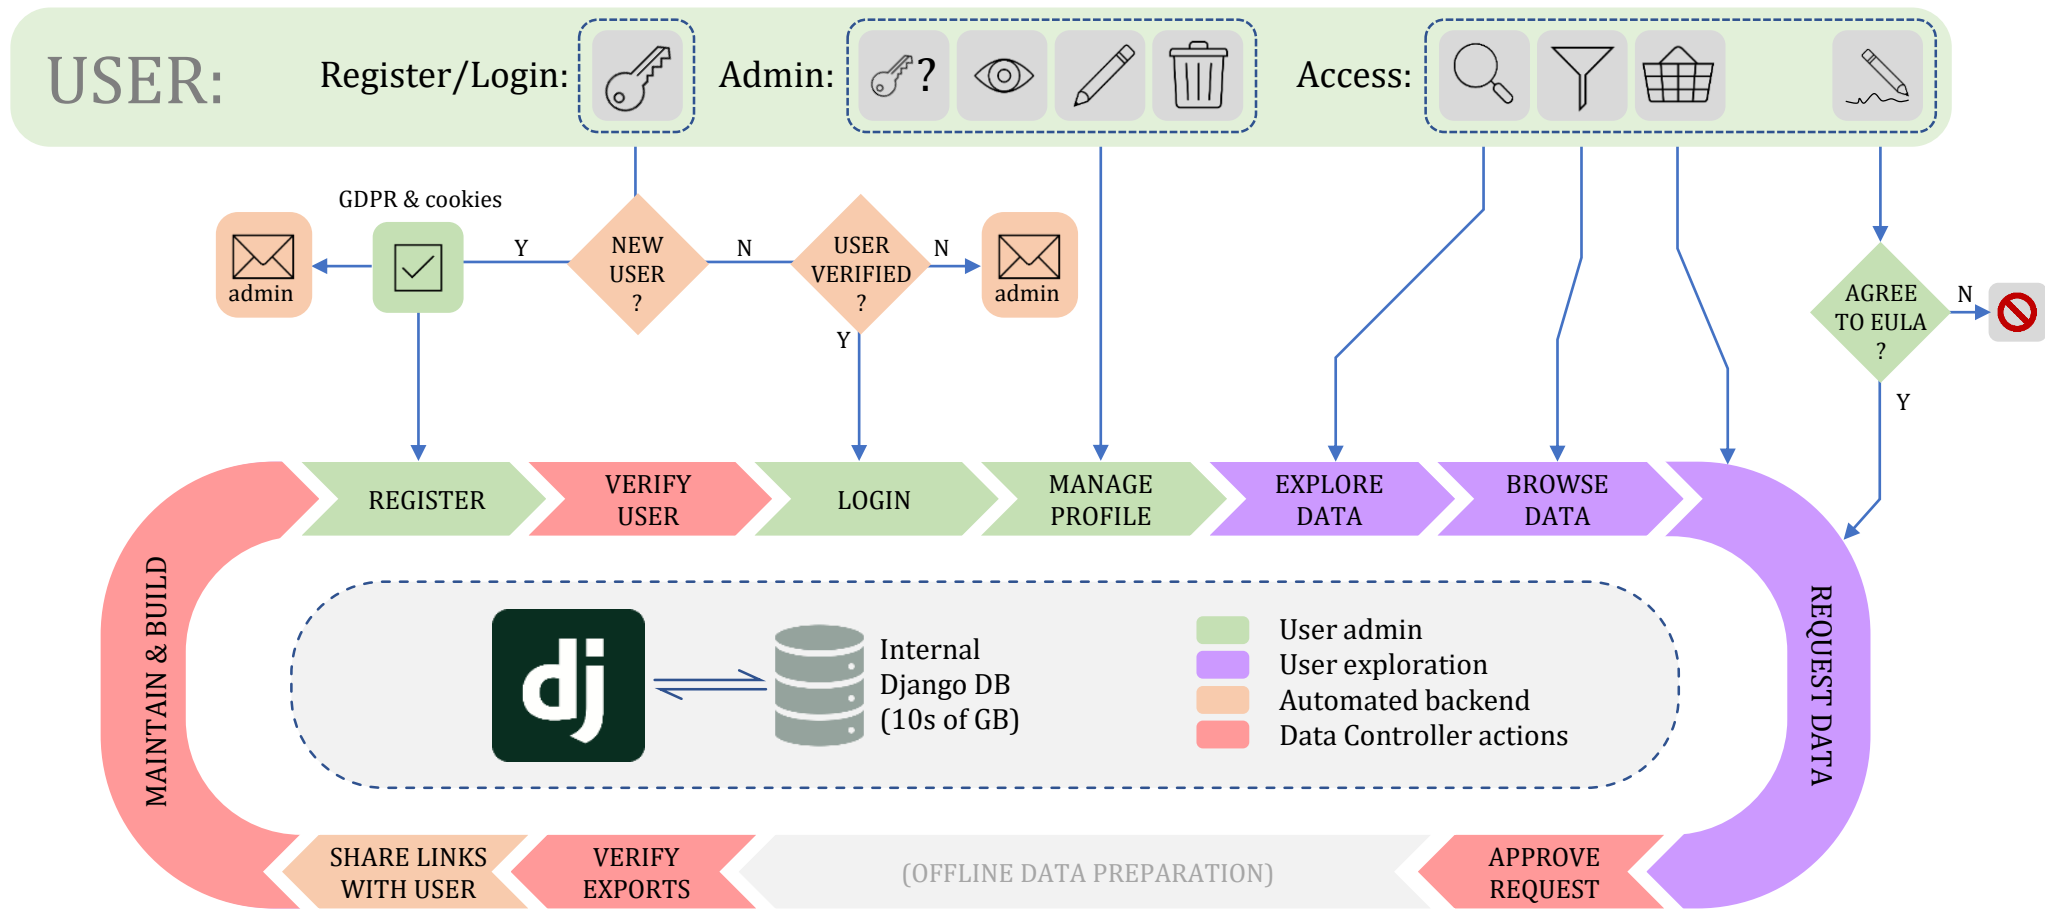 USER:
Register/Login:
Admin:
?
Access:
GDPR & cookies
admin
Y
NEW
USER
?
N
USER
VERIFIED
?
N
admin
Y
AGREE
TO EULA
?
N
Y
REGISTER
VERIFY
USER
LOGIN
MANAGE
PROFILE
EXPLORE
DATA
BROWSE
DATA
REQUEST DATA
MAINTAIN & BUILD
dj
Internal
Django DB
(10s of GB)
User admin
User exploration
Automated backend
Data Controller actions
SHARE LINKS
WITH USER
VERIFY
EXPORTS
(OFFLINE DATA PREPARATION)
APPROVE
REQUEST